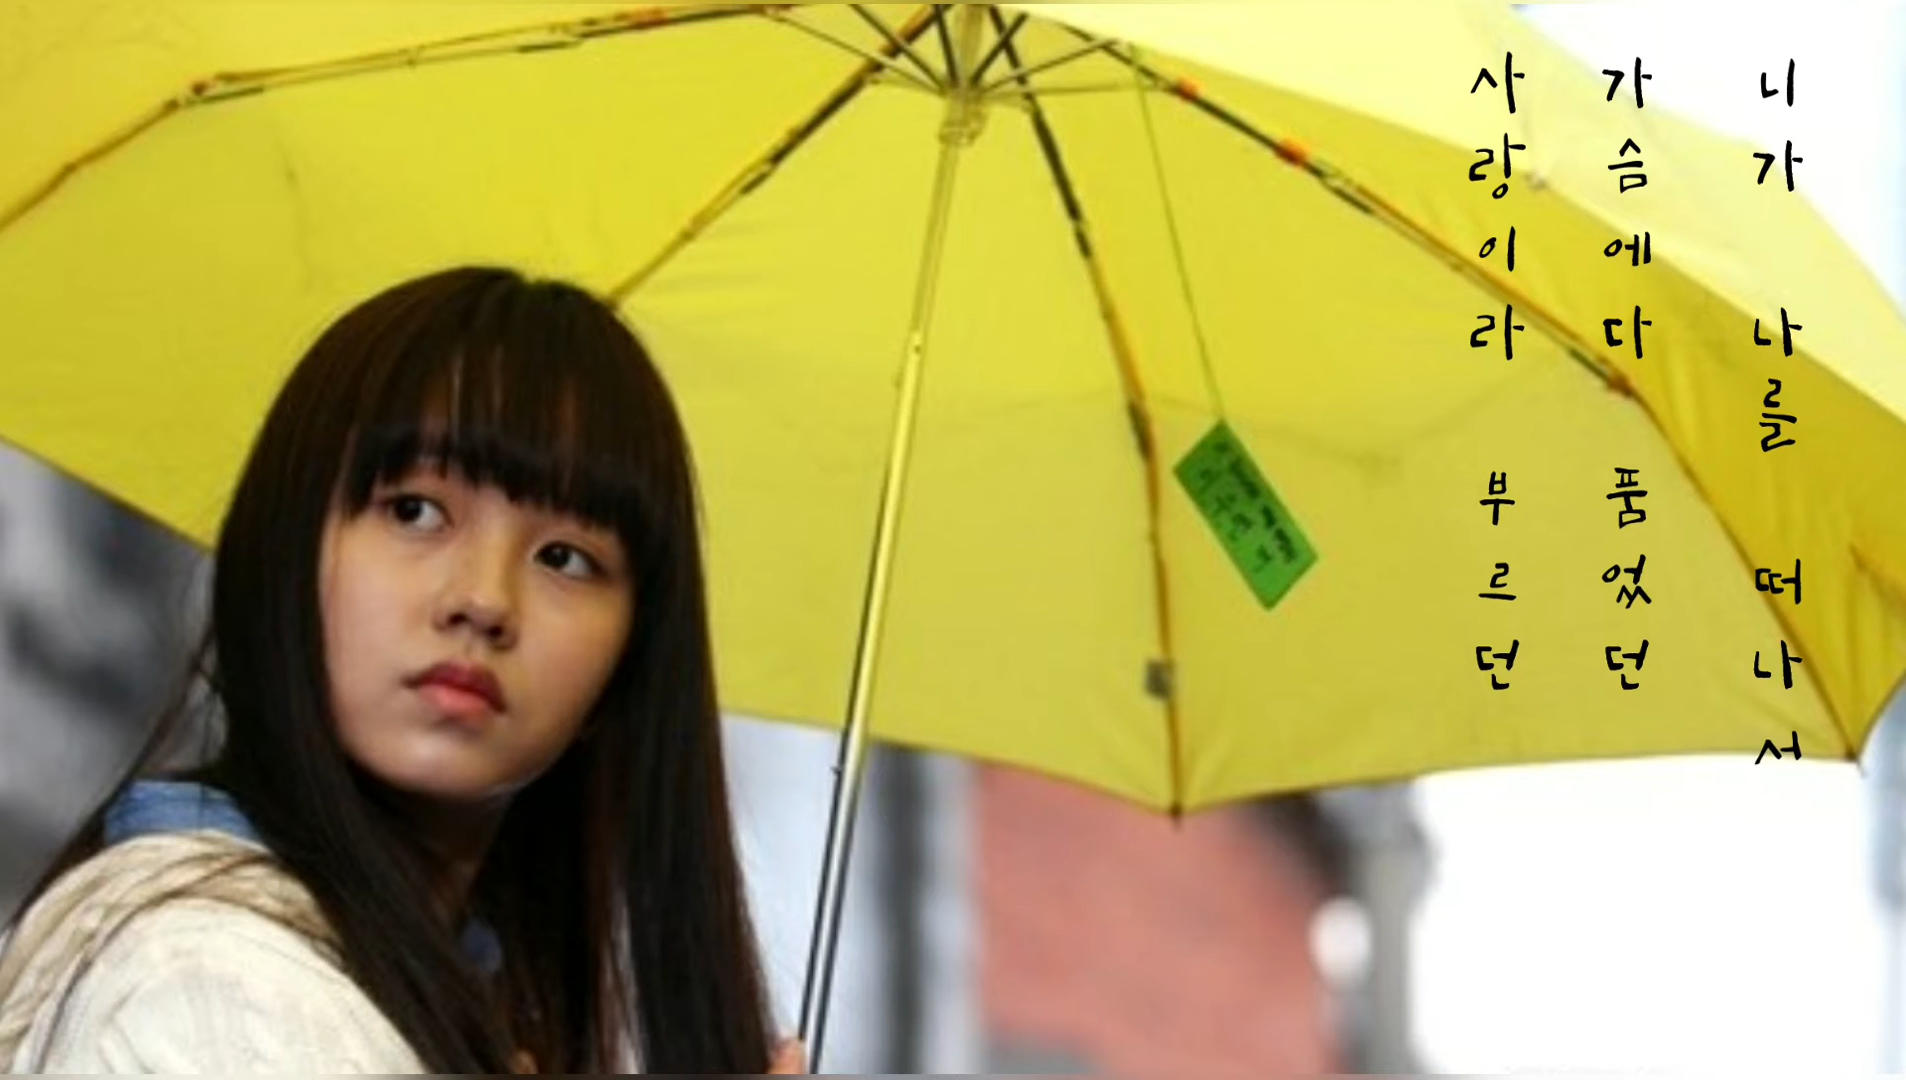 사랑이라 부르던
가슴에다 품었던
니가 나를 떠나서